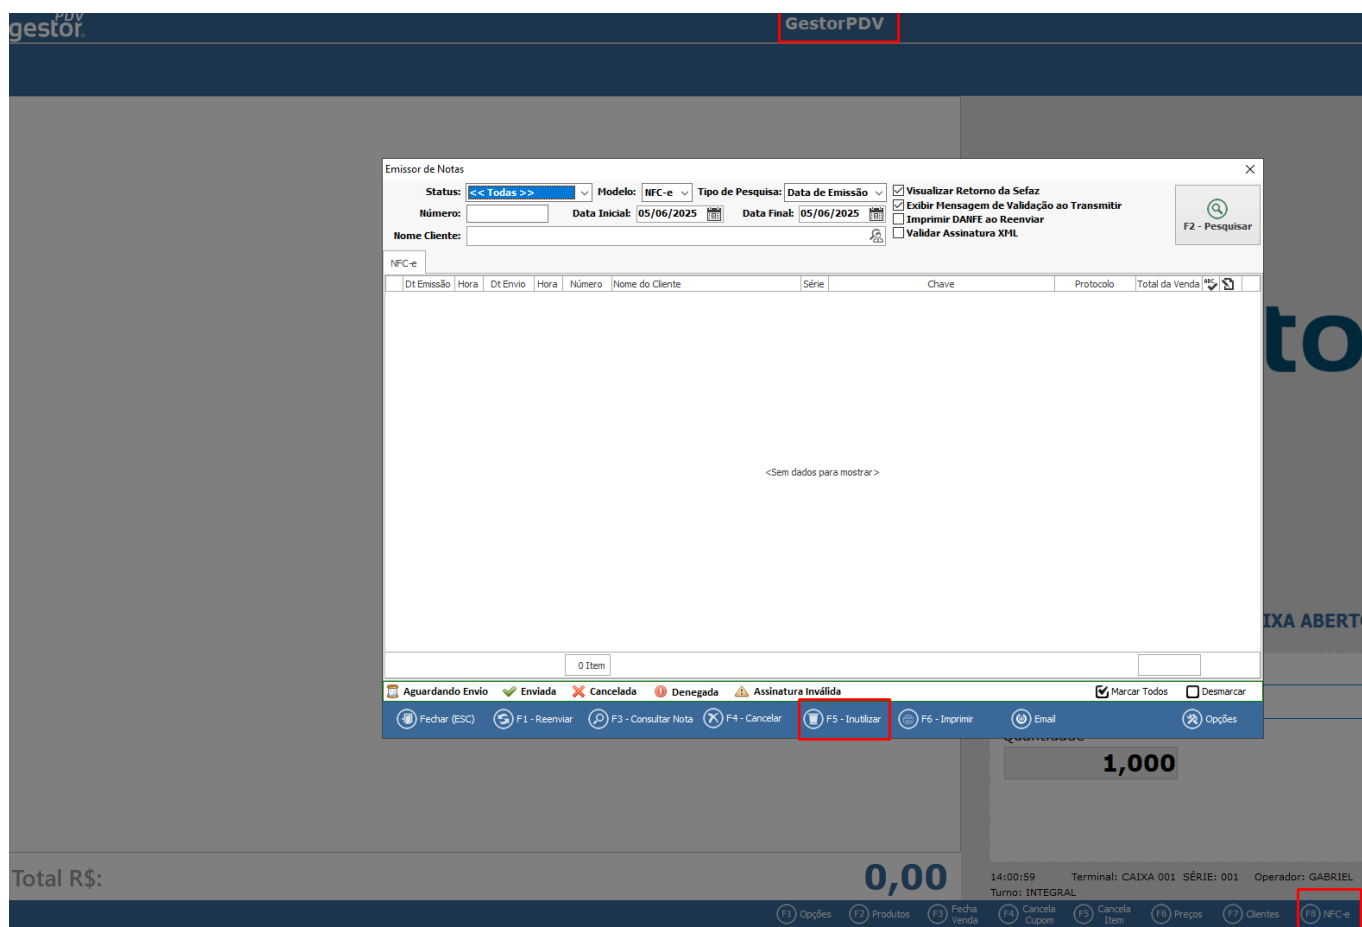 PDV
gestor
GestorPDV
Emissor de Notas
Status: << Todas >> Modelo: NFC-e Tipo de Pesquisa: Data de Emissão
Número: Data Inicial: 05/06/2025 Data Final: 05/06/2025
Nome Cliente:
Visualizar Retorno da Sefaz
Exibir Mensagem de Validação ao Transmitir
Imprimir DANFE ao Reenviar
Validar Assinatura XML
F2 - Pesquisar
NFC-e
Dt Emissão Hora Dt Envio Hora Número Nome do Cliente Série Chave Protocolo Total da Venda
<Sem dados para mostrar>
to
IXA ABERTO
0 Item
Aguardando Envio Enviada Cancelada Denegada Assinatura Inválida Marcar Todos Desmarcar
Fechar (ESC) F1 - Reenviar F3 - Consultar Nota F4 - Cancelar F5 - Inutilizar F6 - Imprimir Email Opções
Quantidade
1,000
Total R$: 0,00
14:00:59 Terminal: CAIXA 001 SÉRIE: 001 Operador: GABRIEL
Turno: INTEGRAL
F1 Opções F2 Produtos F3 Fecha Venda F4 Cancela Cupom F5 Cancela Item F6 Preços F7 Clientes F8 NFC-e